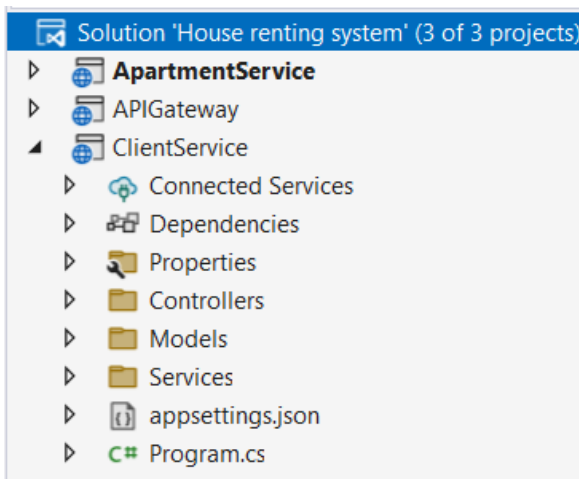 Solution 'House renting system' (3 of 3 projects)
ApartmentService
APIGateway
ClientService
Connected Services
Dependencies
Properties
Controllers
Models
Services
appsettings.json
C# Program.cs